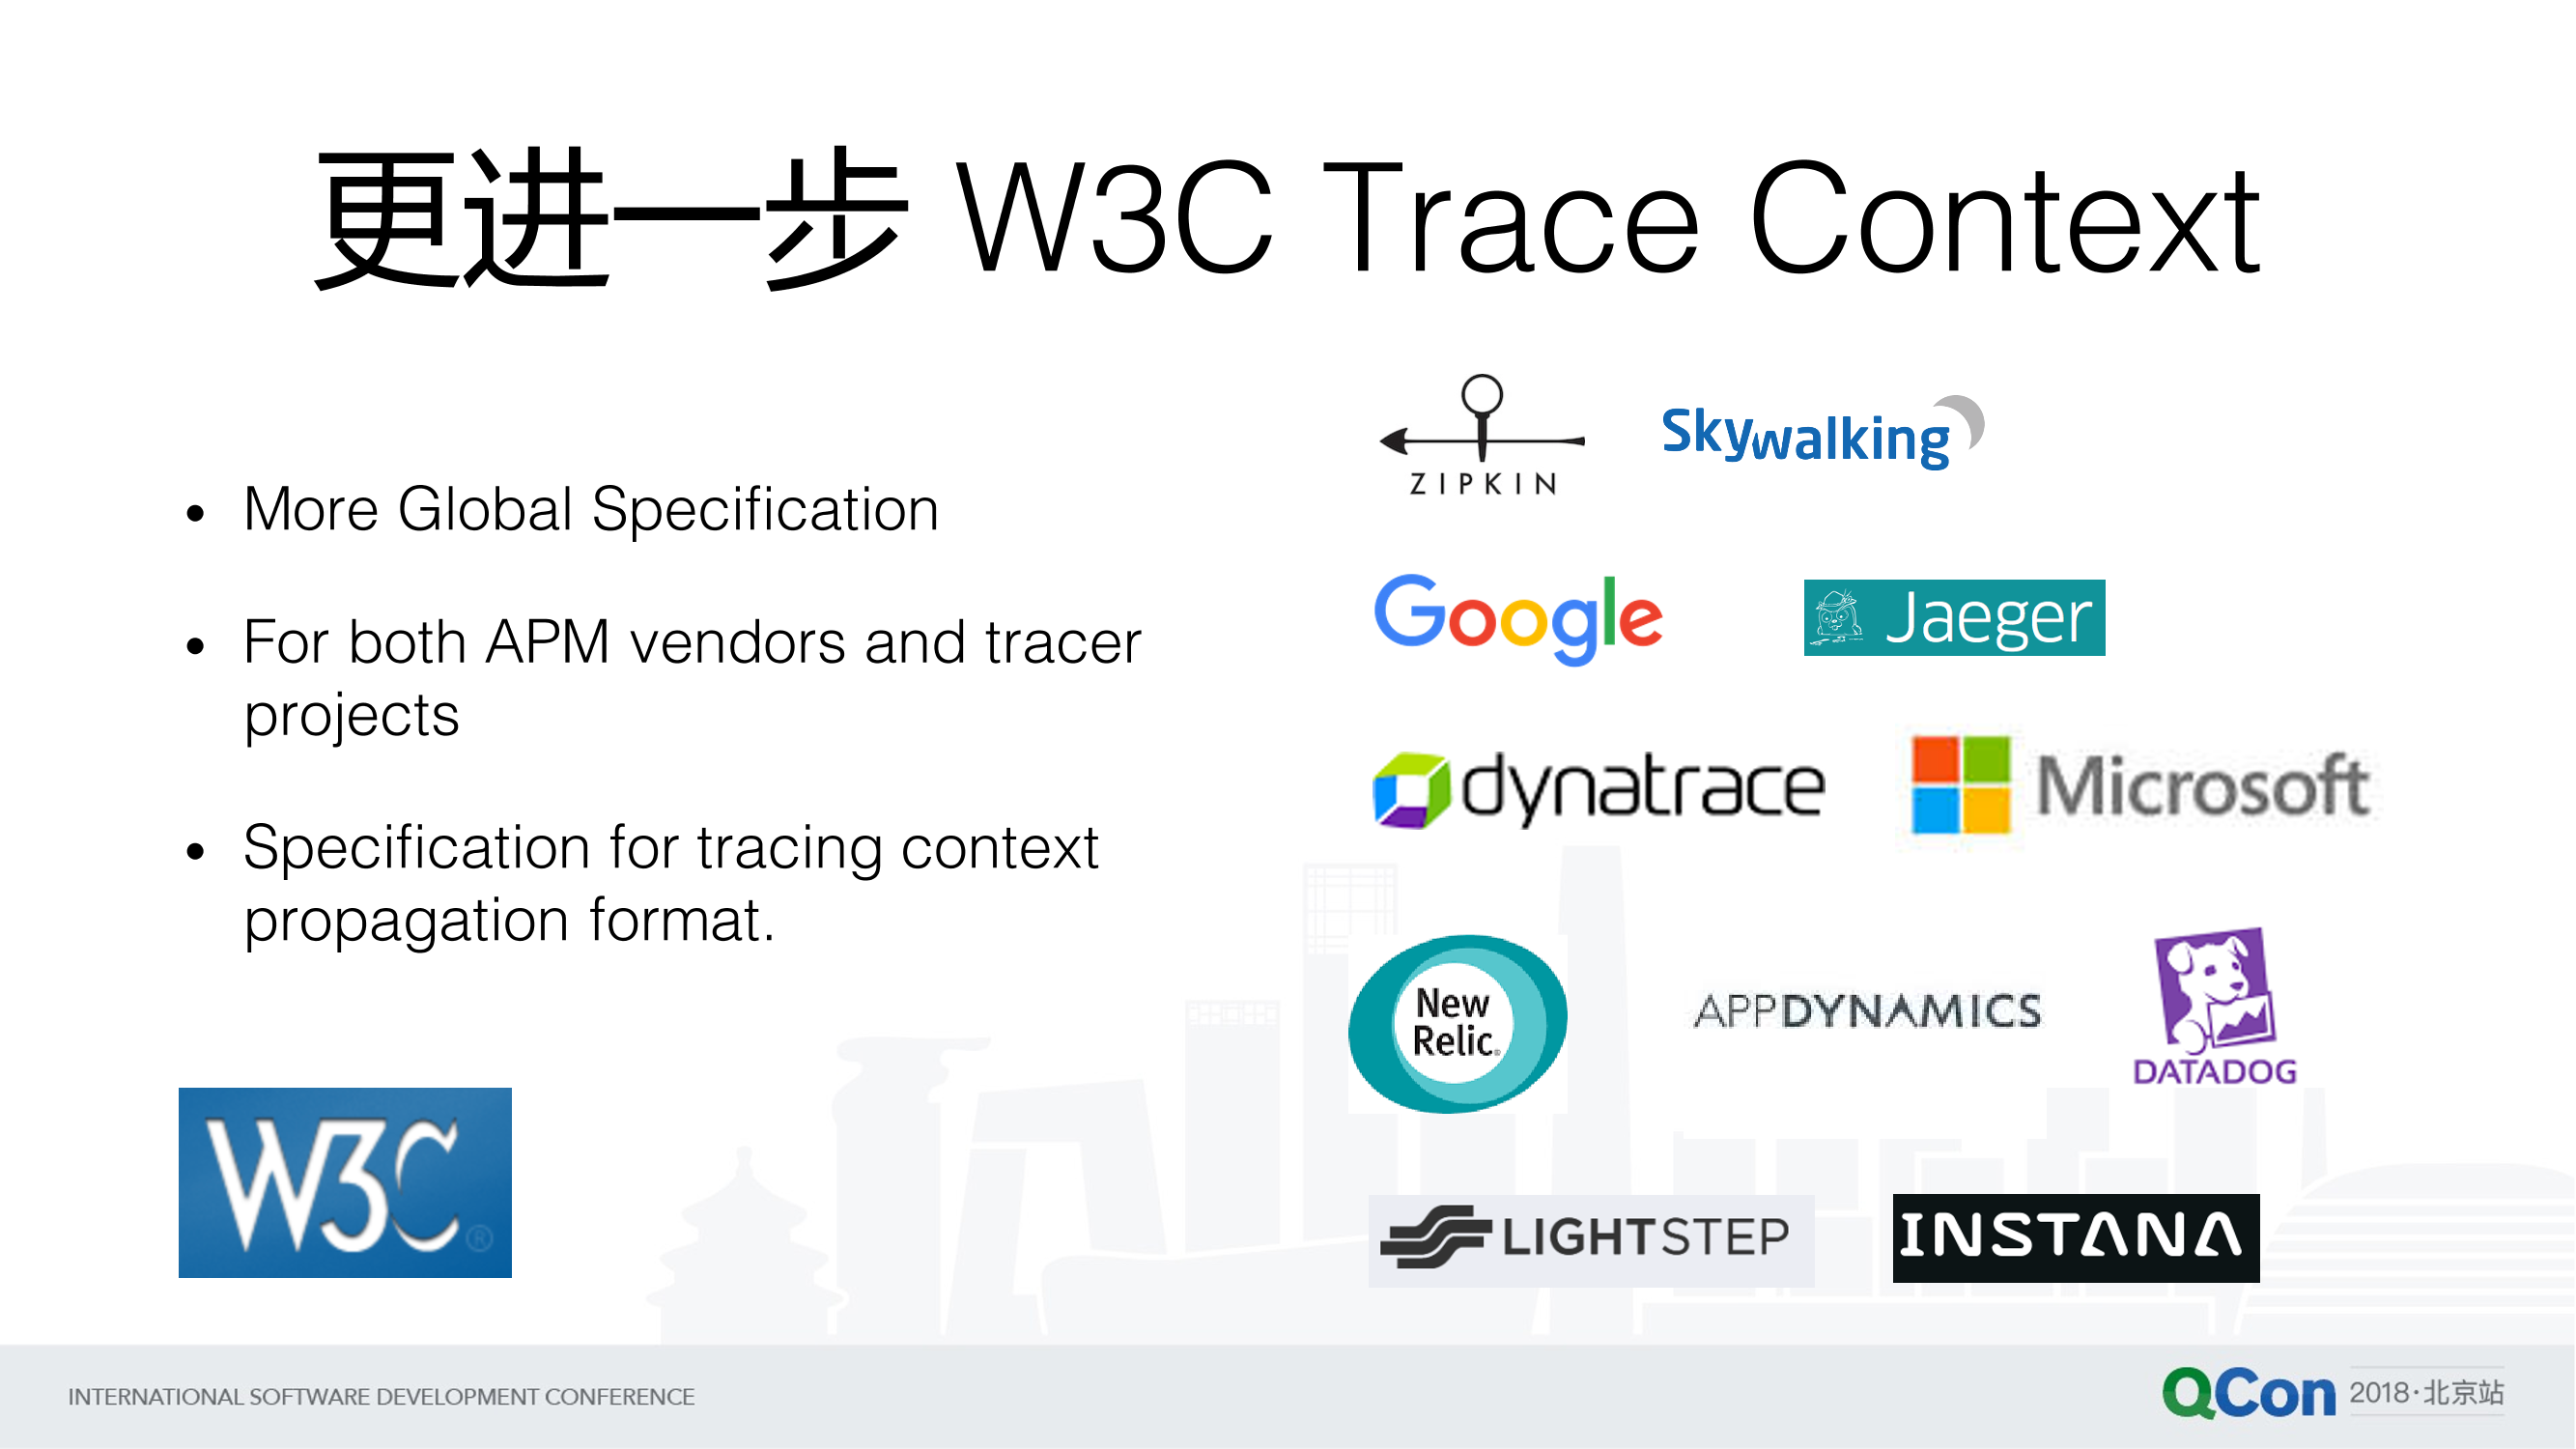 更进一步 W3C Trace Context
• More Global Specification
• For both APM vendors and tracer
projects
• Specification for tracing context
propagation format.
W3C®
ZIPKIN
Skywalking
Google
Jaeger
dynatrace
Microsoft
New
Relic®
APPDYNAMICS
DATADOG
LIGHTSTEP
INSTANA
INTERNATIONAL SOFTWARE DEVELOPMENT CONFERENCE
QCon 2018·北京站